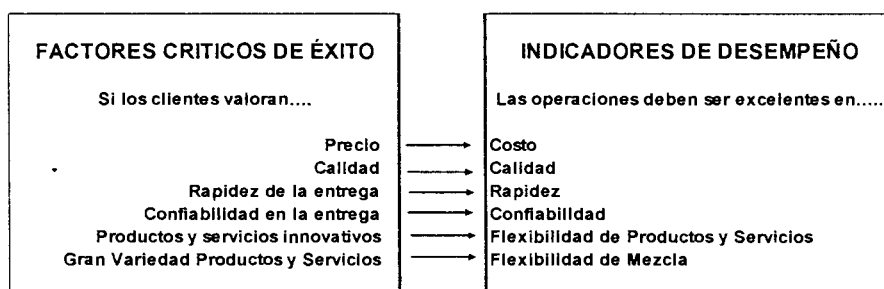 FACTORES CRITICOS DE ÉXITO
Si los clientes valoran....
Precio
Calidad
Rapidez de la entrega
Confiabilidad en la entrega
Productos y servicios innovativos
Gran Variedad Productos y Servicios
INDICADORES DE DESEMPEÑO
Las operaciones deben ser excelentes en.....
Costo
Calidad
Rapidez
Confiabilidad
Flexibilidad de Productos y Servicios
Flexibilidad de Mezcla